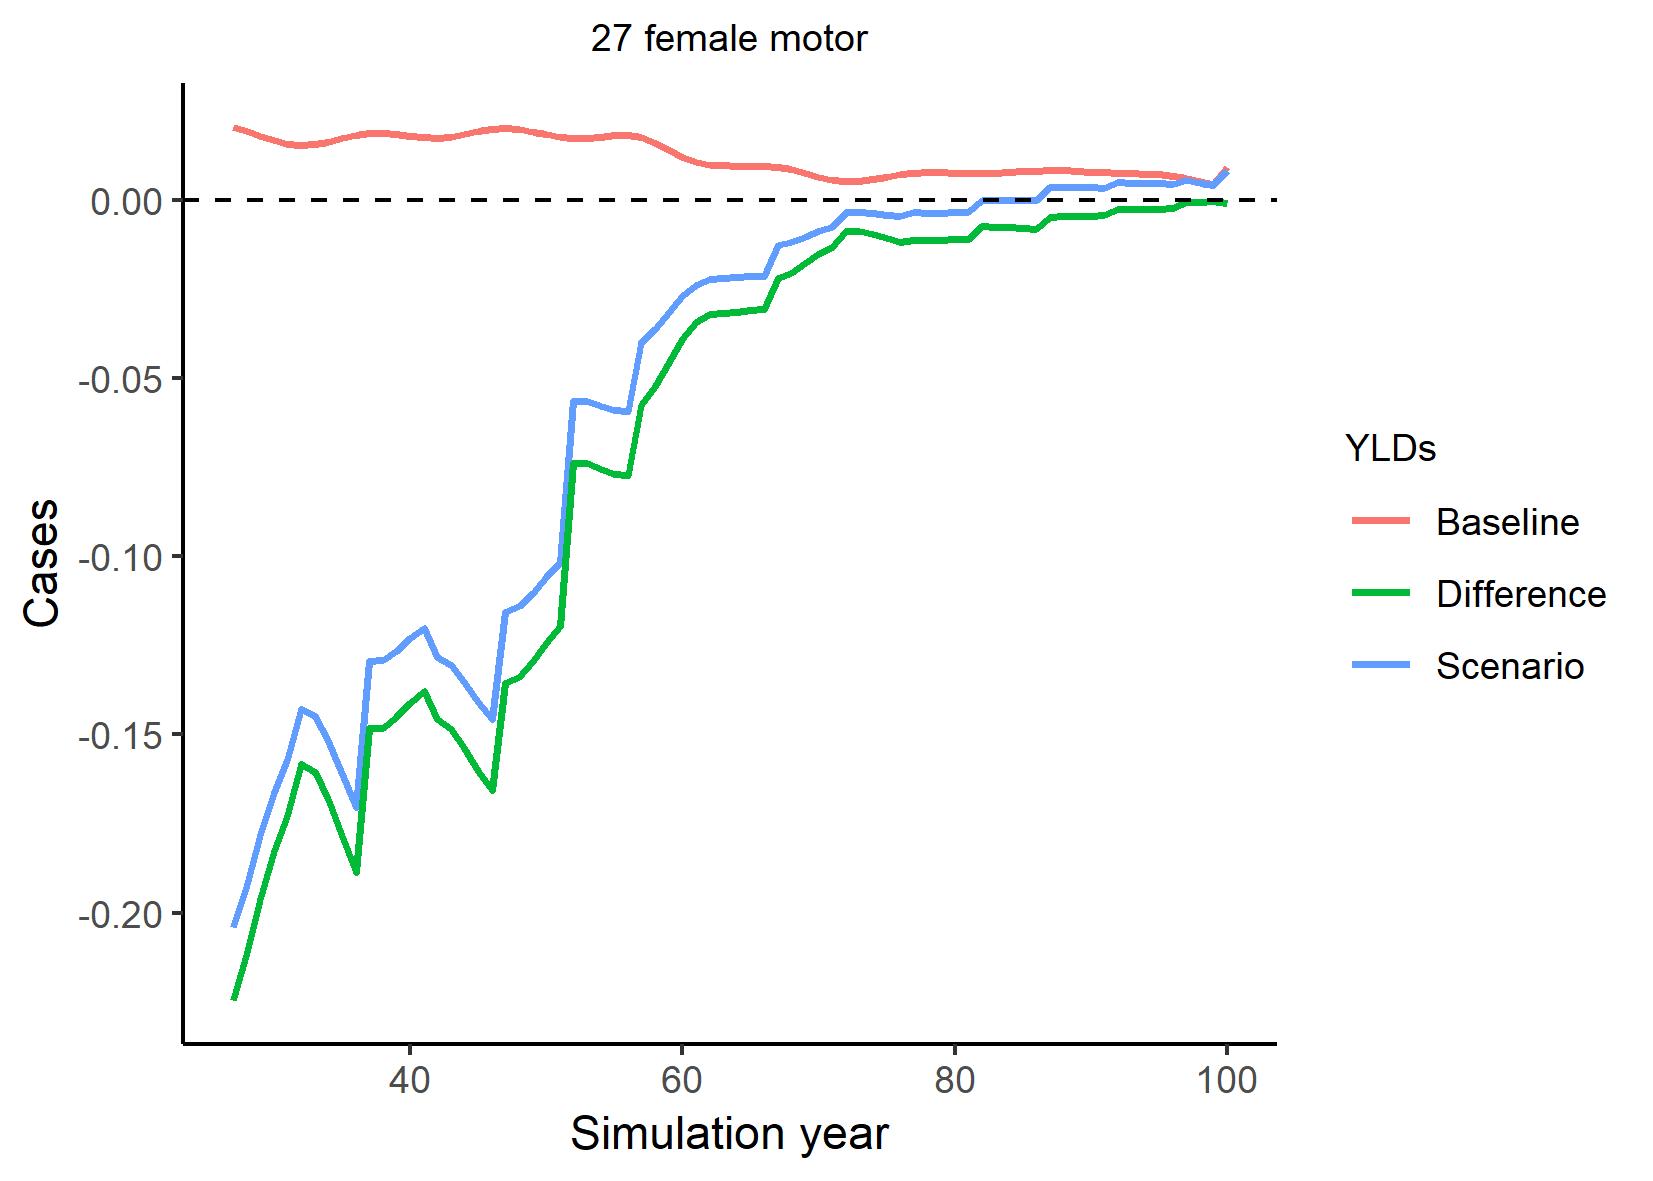 27 female motor
0.00
-0.05
-0.10
-0.15
-0.20
Cases
40 60 80 100
Simulation year
YLDs
Baseline
Difference
Scenario